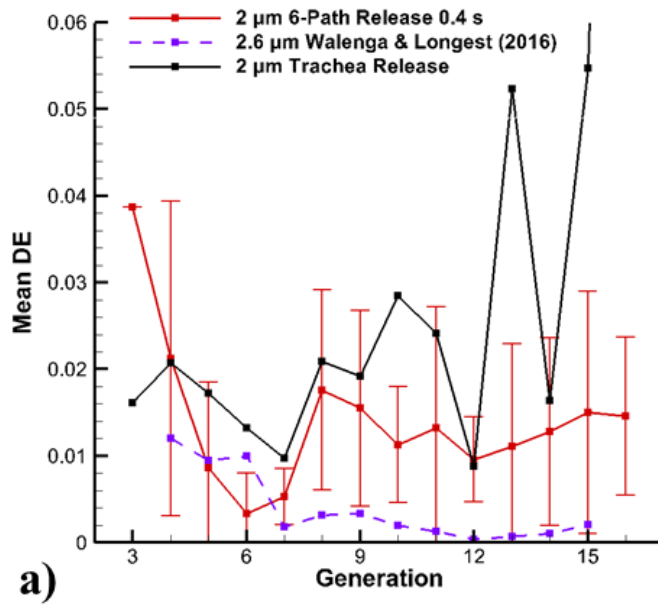 2 μm 6-Path Release 0.4 s
2.6 μm Walenga & Longest (2016)
2 μm Trachea Release
0.06
0.05
0.04
0.03
0.02
0.01
0
Mean DE
3 6 9 12 15
Generation
a)